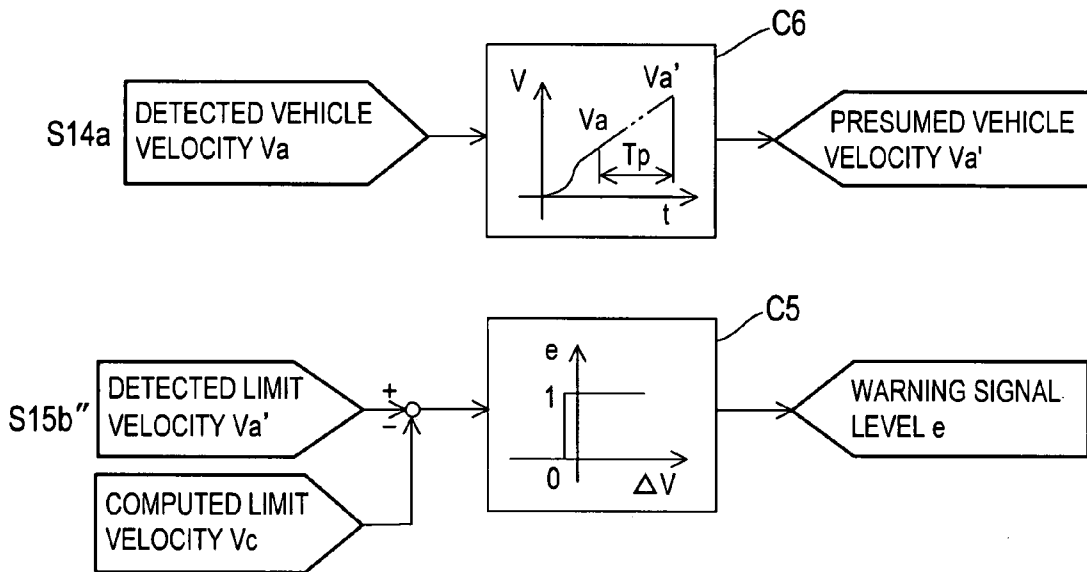 C6
S14a
DETECTED VEHICLE
VELOCITY Va
V
Va
Va'
Tp
t
PRESUMED VEHICLE
VELOCITY Va'
C5
S15b"
DETECTED LIMIT
VELOCITY Va'
+
−
COMPUTED LIMIT
VELOCITY Vc
e
1
0
△V
WARNING SIGNAL
LEVEL e